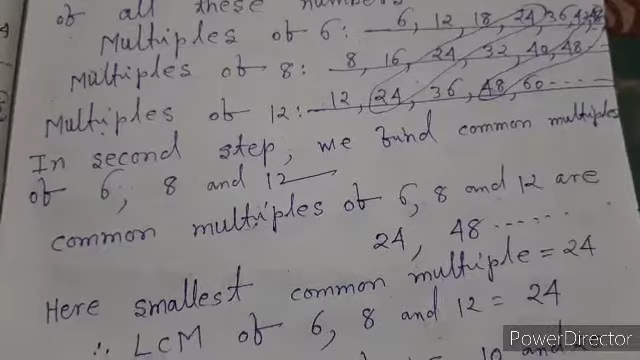 of all these numbers
Multiples of 6: 6, 12, 18, 24, 36, 42, 48
Multiples of 8: 8, 16, 24, 32, 40, 48
Multiples of 12: 12, 24, 36, 48, 60 ....
In second step, we find common multiples
of 6, 8 and 12
common multiples of 6, 8 and 12 are
24, 48 .......
Here smallest common multiple = 24
∴ LCM of 6, 8 and 12 = 24
10 and
PowerDirector